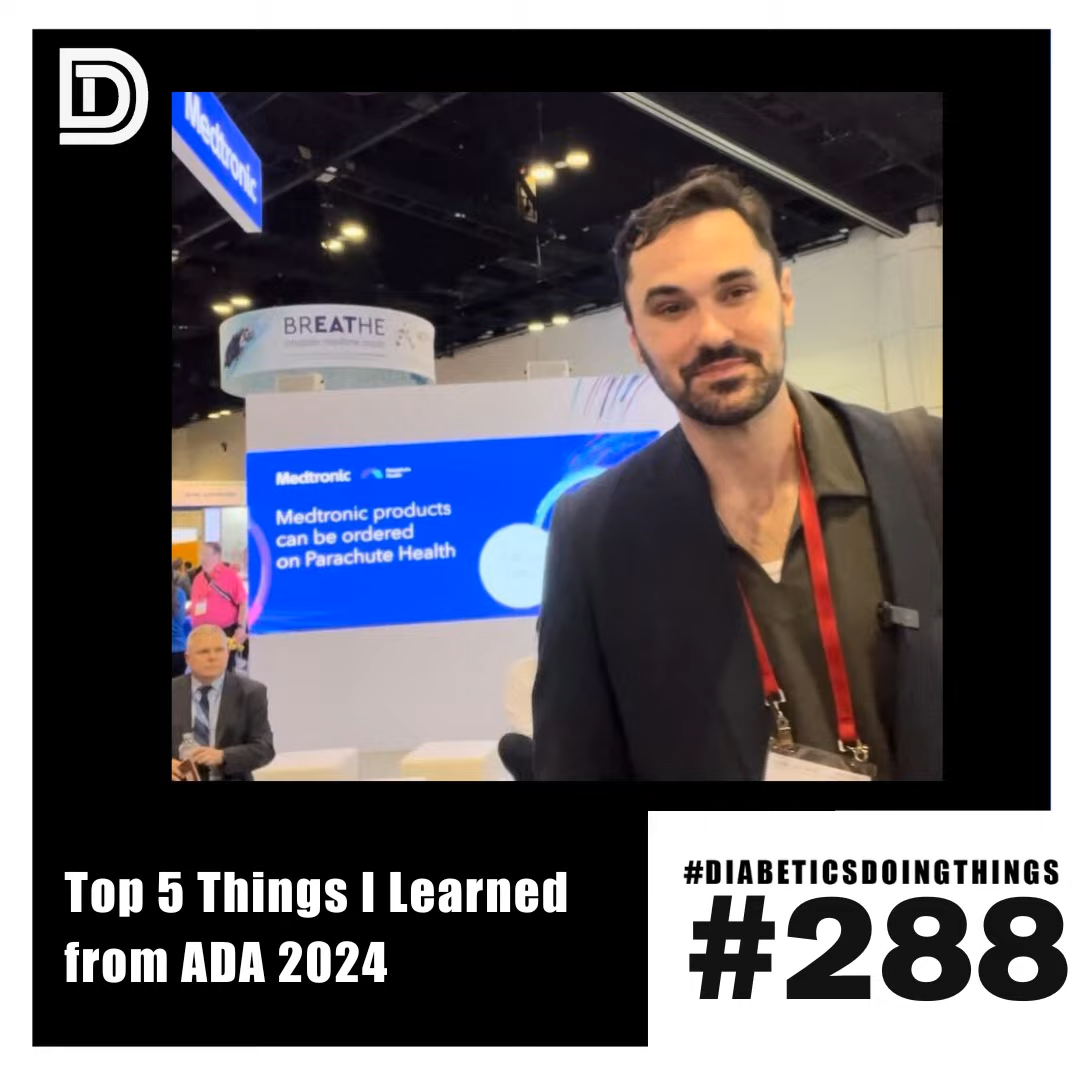 Medtronic
BREATHE
Medtronic
Medtronic products
can be ordered
on Parachute Health
Top 5 Things I Learned
from ADA 2024
#DIABETICSDOINGTHINGS
#288